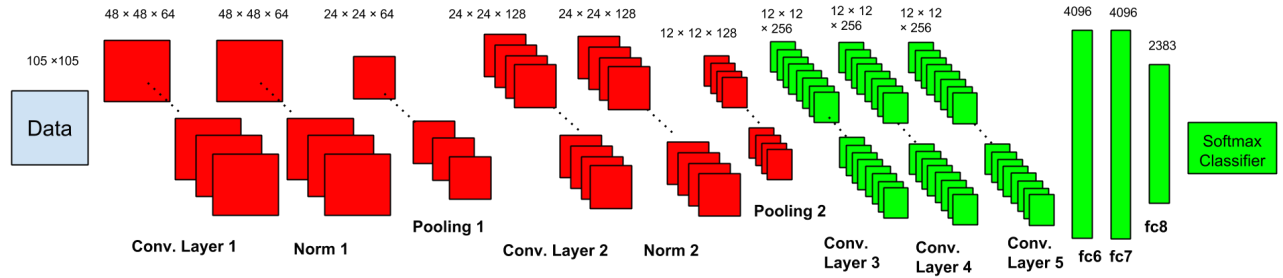 48 × 48 × 64
48 × 48 × 64
24 × 24 × 64
24 × 24 × 128
24 × 24 × 128
12 × 12 × 128
12 × 12
× 256
12 × 12
× 256
12 × 12
× 256
4096
4096
2383
105 ×105
Data
Softmax
Classifier
Conv. Layer 1
Norm 1
Pooling 1
Conv. Layer 2
Norm 2
Pooling 2
Conv.
Layer 3
Conv.
Layer 4
Conv.
Layer 5
fc6
fc7
fc8